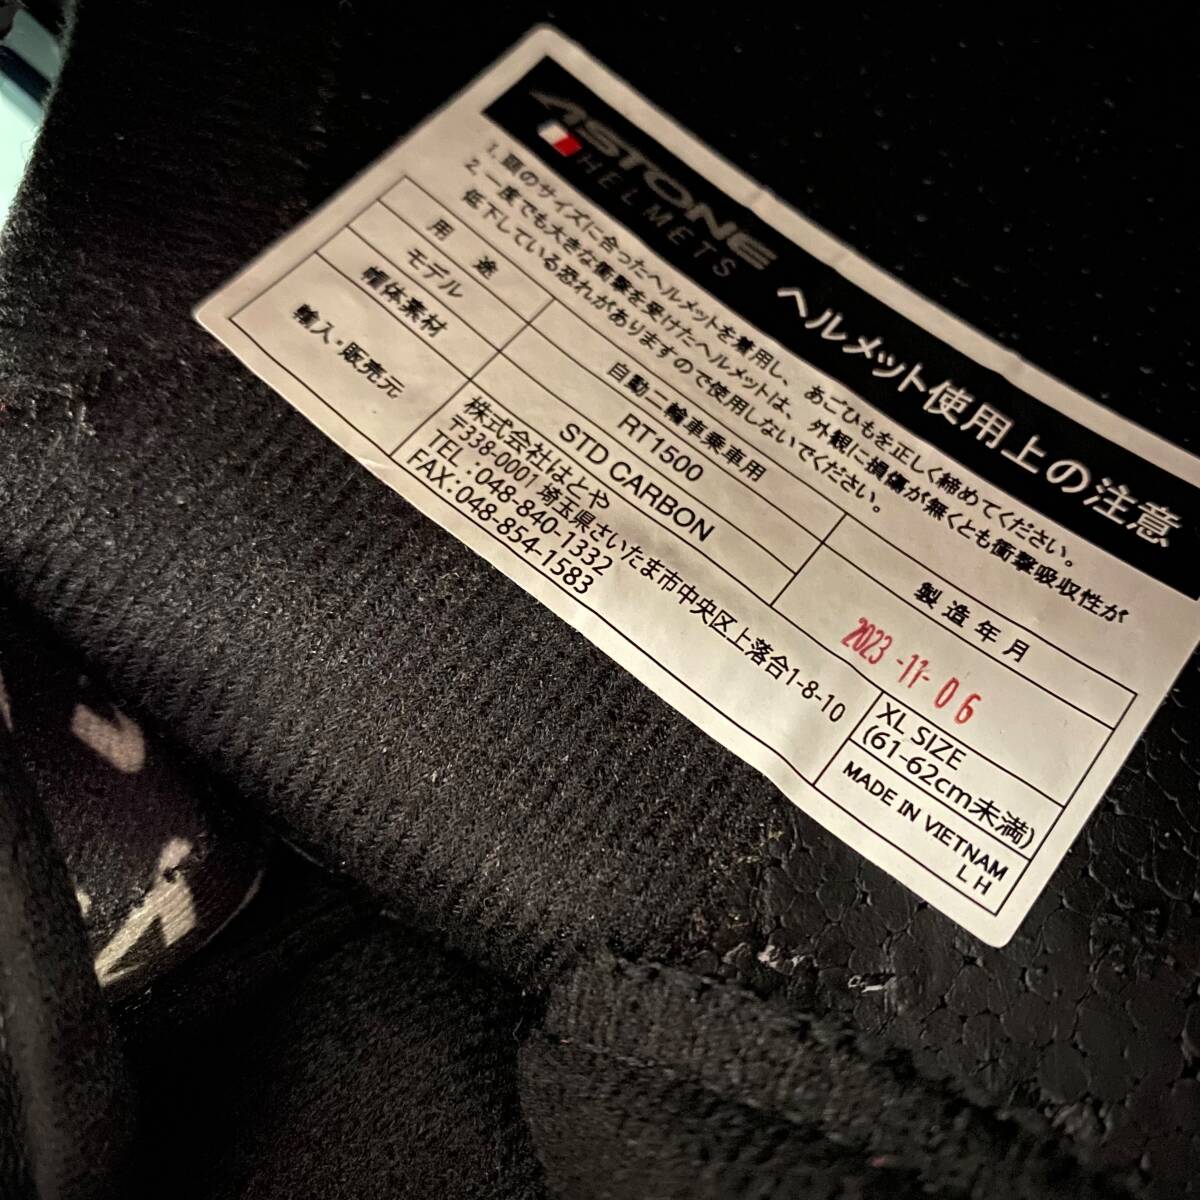 ASTONE
HELMETS
ヘルメット使用上の注意
1. 頭のサイズに合ったヘルメットを着用し、あごひもを正しく締めてください。
2. 一度でも大きな衝撃を受けたヘルメットは、外観に損傷が無くとも衝撃吸収性が
低下している恐れがありますので使用しないでください。
用途 自動二輪車乗車用 製造年月
モデル RT1500 2023-11-06
帽体素材 STD CARBON
輸入・販売元 株式会社はとや
〒338-0001 埼玉県さいたま市中央区上落合1-8-10
TEL：048-840-1332
FAX：048-854-1583
XL SIZE
(61-62cm未満)
MADE IN VIETNAM
L H